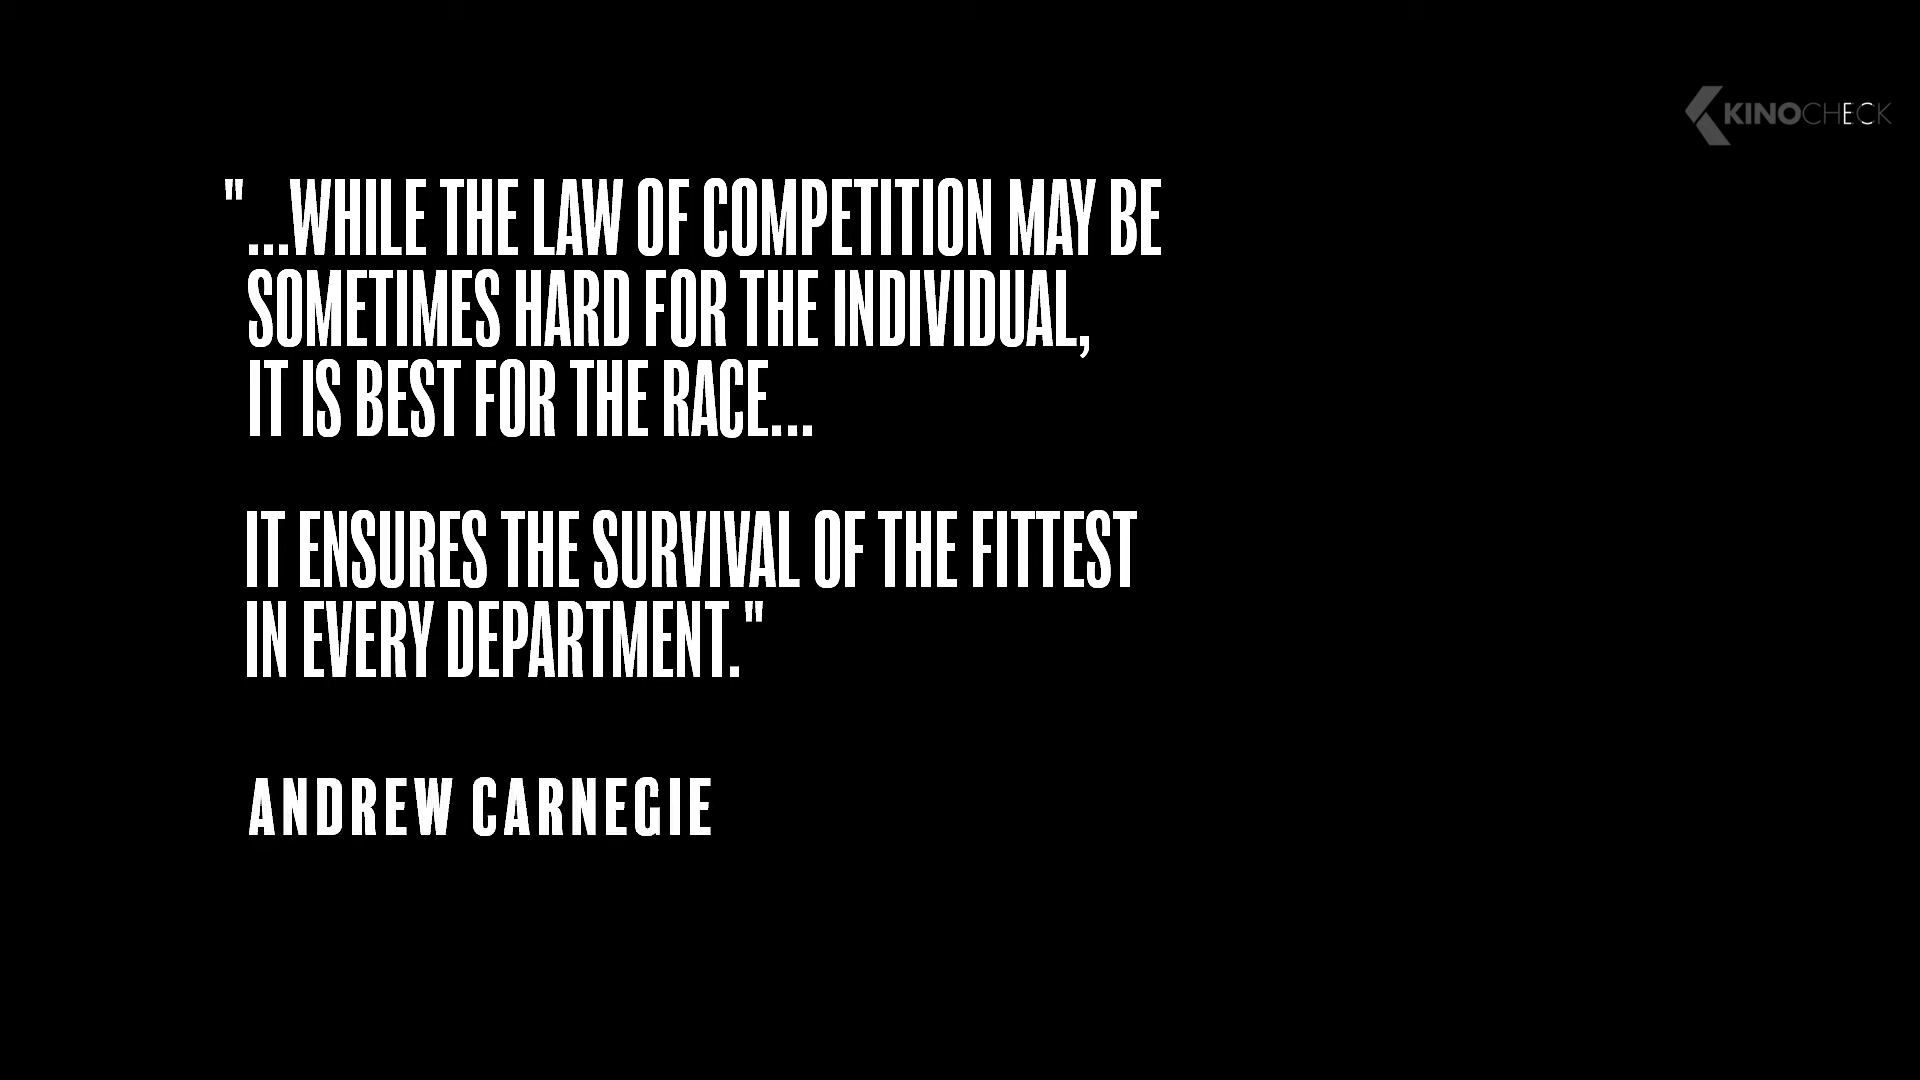 KINOCHECK
"...WHILE THE LAW OF COMPETITION MAY BE
SOMETIMES HARD FOR THE INDIVIDUAL,
IT IS BEST FOR THE RACE...
IT ENSURES THE SURVIVAL OF THE FITTEST
IN EVERY DEPARTMENT."
ANDREW CARNEGIE